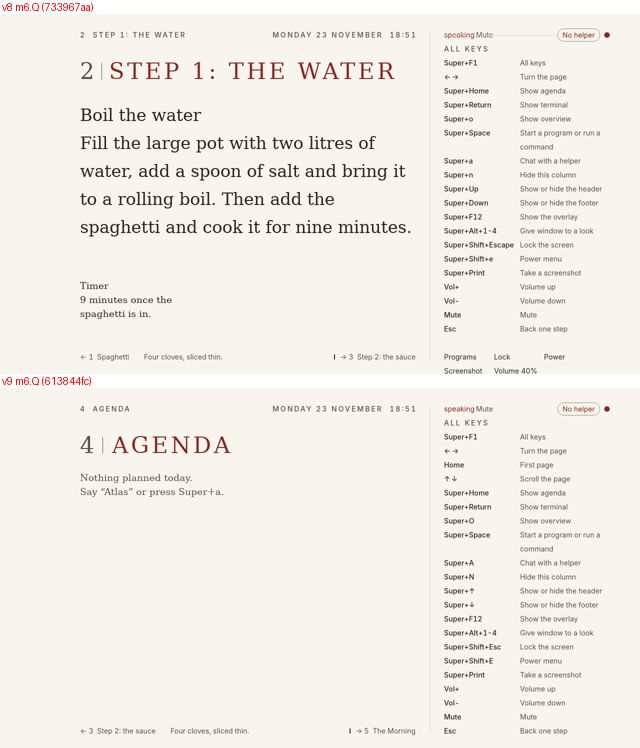 v8 m6.Q (733967aa)
2 STEP 1: THE WATER
MONDAY 23 NOVEMBER 18:51
2 STEP 1: THE WATER
Boil the water
Fill the large pot with two litres of
water, add a spoon of salt and bring it
to a rolling boil. Then add the
spaghetti and cook it for nine minutes.
Timer
9 minutes once the
spaghetti is in.
← 1 Spaghetti Four cloves, sliced thin.
→ 3 Step 2: the sauce
speaking Mute No helper
ALL KEYS
Super+F1 All keys
← → Turn the page
Super+Home Show agenda
Super+Return Show terminal
Super+o Show overview
Super+Space Start a program or run a
command
Super+a Chat with a helper
Super+n Hide this column
Super+Up Show or hide the header
Super+Down Show or hide the footer
Super+F12 Show the overlay
Super+Alt+1-4 Give window to a look
Super+Shift+Escape Lock the screen
Super+Shift+e Power menu
Super+Print Take a screenshot
Vol+ Volume up
Vol- Volume down
Mute Mute
Esc Back one step
Programs Lock Power
Screenshot Volume 40%
v9 m6.Q (613844fc)
4 AGENDA
MONDAY 23 NOVEMBER 18:51
4 AGENDA
Nothing planned today.
Say “Atlas” or press Super+a.
← 3 Step 2: the sauce Four cloves, sliced thin.
→ 5 The Morning
speaking Mute No helper
ALL KEYS
Super+F1 All keys
← → Turn the page
Home First page
↑ ↓ Scroll the page
Super+Home Show agenda
Super+Return Show terminal
Super+O Show overview
Super+Space Start a program or run a
command
Super+A Chat with a helper
Super+N Hide this column
Super+↑ Show or hide the header
Super+↓ Show or hide the footer
Super+F12 Show the overlay
Super+Alt+1-4 Give window to a look
Super+Shift+Esc Lock the screen
Super+Shift+E Power menu
Super+Print Take a screenshot
Vol+ Volume up
Vol- Volume down
Mute Mute
Esc Back one step